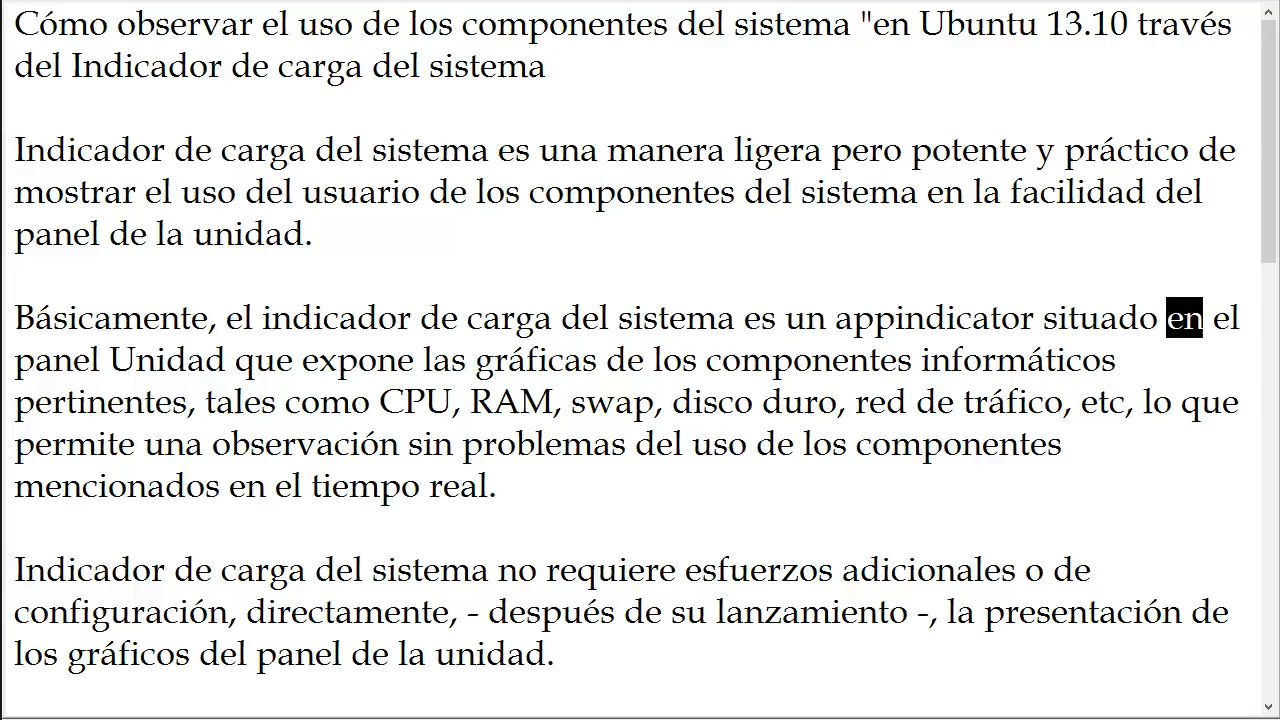 Cómo observar el uso de los componentes del sistema "en Ubuntu 13.10 través
del Indicador de carga del sistema
Indicador de carga del sistema es una manera ligera pero potente y práctico de
mostrar el uso del usuario de los componentes del sistema en la facilidad del
panel de la unidad.
Básicamente, el indicador de carga del sistema es un appindicator situado en el
panel Unidad que expone las gráficas de los componentes informáticos
pertinentes, tales como CPU, RAM, swap, disco duro, red de tráfico, etc, lo que
permite una observación sin problemas del uso de los componentes
mencionados en el tiempo real.
Indicador de carga del sistema no requiere esfuerzos adicionales o de
configuración, directamente, - después de su lanzamiento -, la presentación de
los gráficos del panel de la unidad.